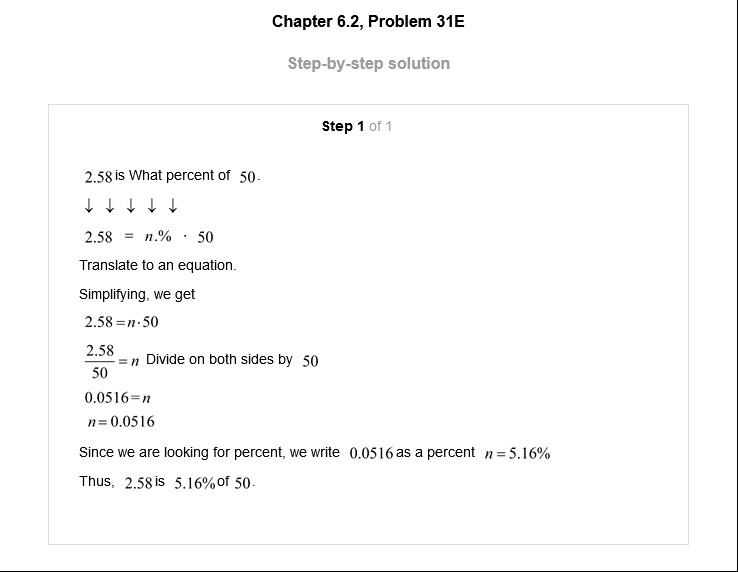 Chapter 6.2, Problem 31E
Step-by-step solution
Step 1 of 1
2.58 is What percent of 50.
↓ ↓ ↓ ↓ ↓
2.58 = n.% · 50
Translate to an equation.
Simplifying, we get
2.58 = n · 50
2.58/50 = n Divide on both sides by 50
0.0516 = n
n = 0.0516
Since we are looking for percent, we write 0.0516 as a percent n = 5.16%
Thus, 2.58 is 5.16% of 50.